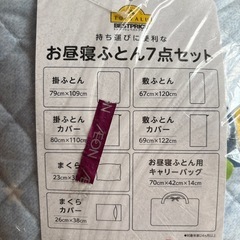 TOPVALU
BESTPRICE
持ち運びに便利な
お昼寝ふとん7点セット
掛ふとん
79cm×109cm
敷ふとん
67cm×120cm
掛ふとん
カバー
80cm×110
敷ふとん
カバー
69cm×122cm
まくら
23cm
まくら
カバー
26cm×36cm
お昼寝ふとん用
キャリーバッグ
70cm×42cm×14cm
ÆON